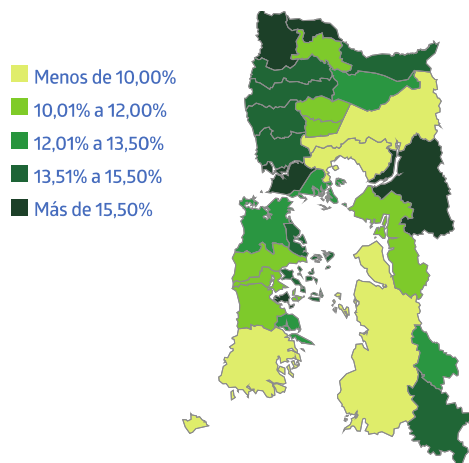 Menos de 10,00%
10,01% a 12,00%
12,01% a 13,50%
13,51% a 15,50%
Más de 15,50%